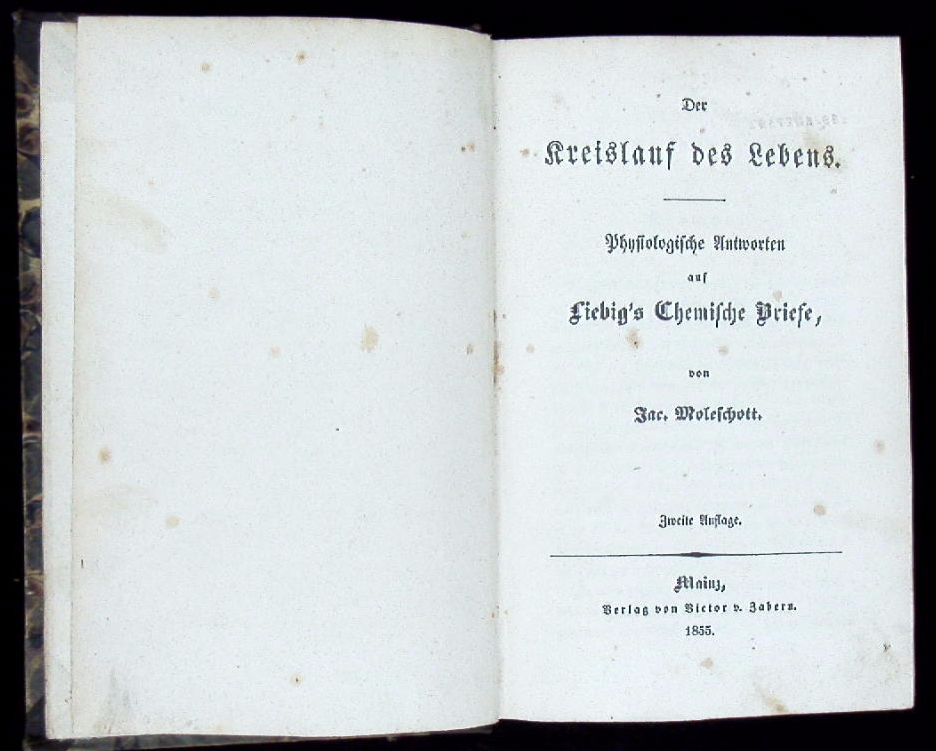 Der
Kreislauf des Lebens.
Physiologische Antworten
auf
Liebig's Chemische Briefe,
von
Jac. Moleschott.
Zweite Auflage.
Mainz,
Verlag von Victor v. Zabern.
1855.